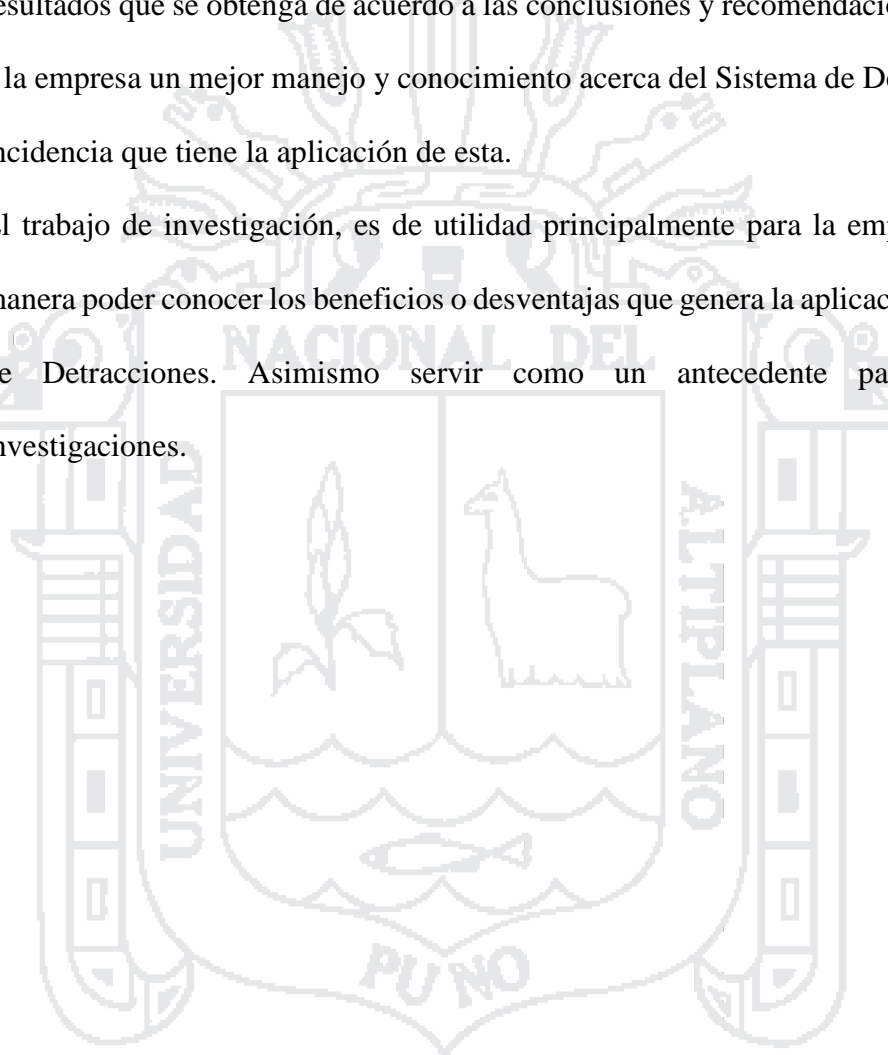 esultados que se obtenga de acuerdo a las conclusiones y recomendacio
la empresa un mejor manejo y conocimiento acerca del Sistema de De
ncidencia que tiene la aplicación de esta.
l trabajo de investigación, es de utilidad principalmente para la emp
manera poder conocer los beneficios o desventajas que genera la aplicac
e Detracciones. Asimismo servir como un antecedente pa
nvestigaciones.
NACIONAL DEL
UNIVERSIDAD
ALTIPLANO
PUNO